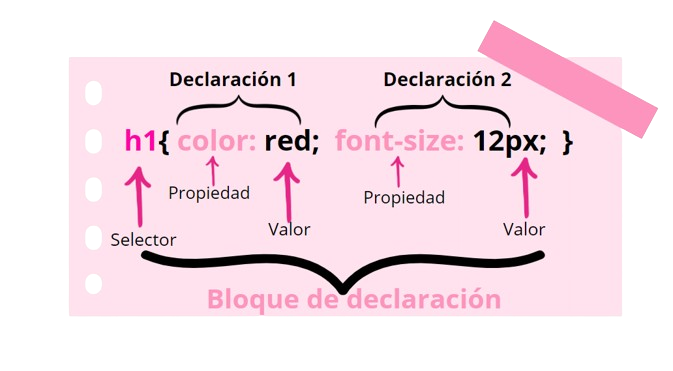 Declaración 1 Declaración 2
h1{ color: red; font-size: 12px; }
Propiedad Propiedad
Selector Valor Valor
Bloque de declaración